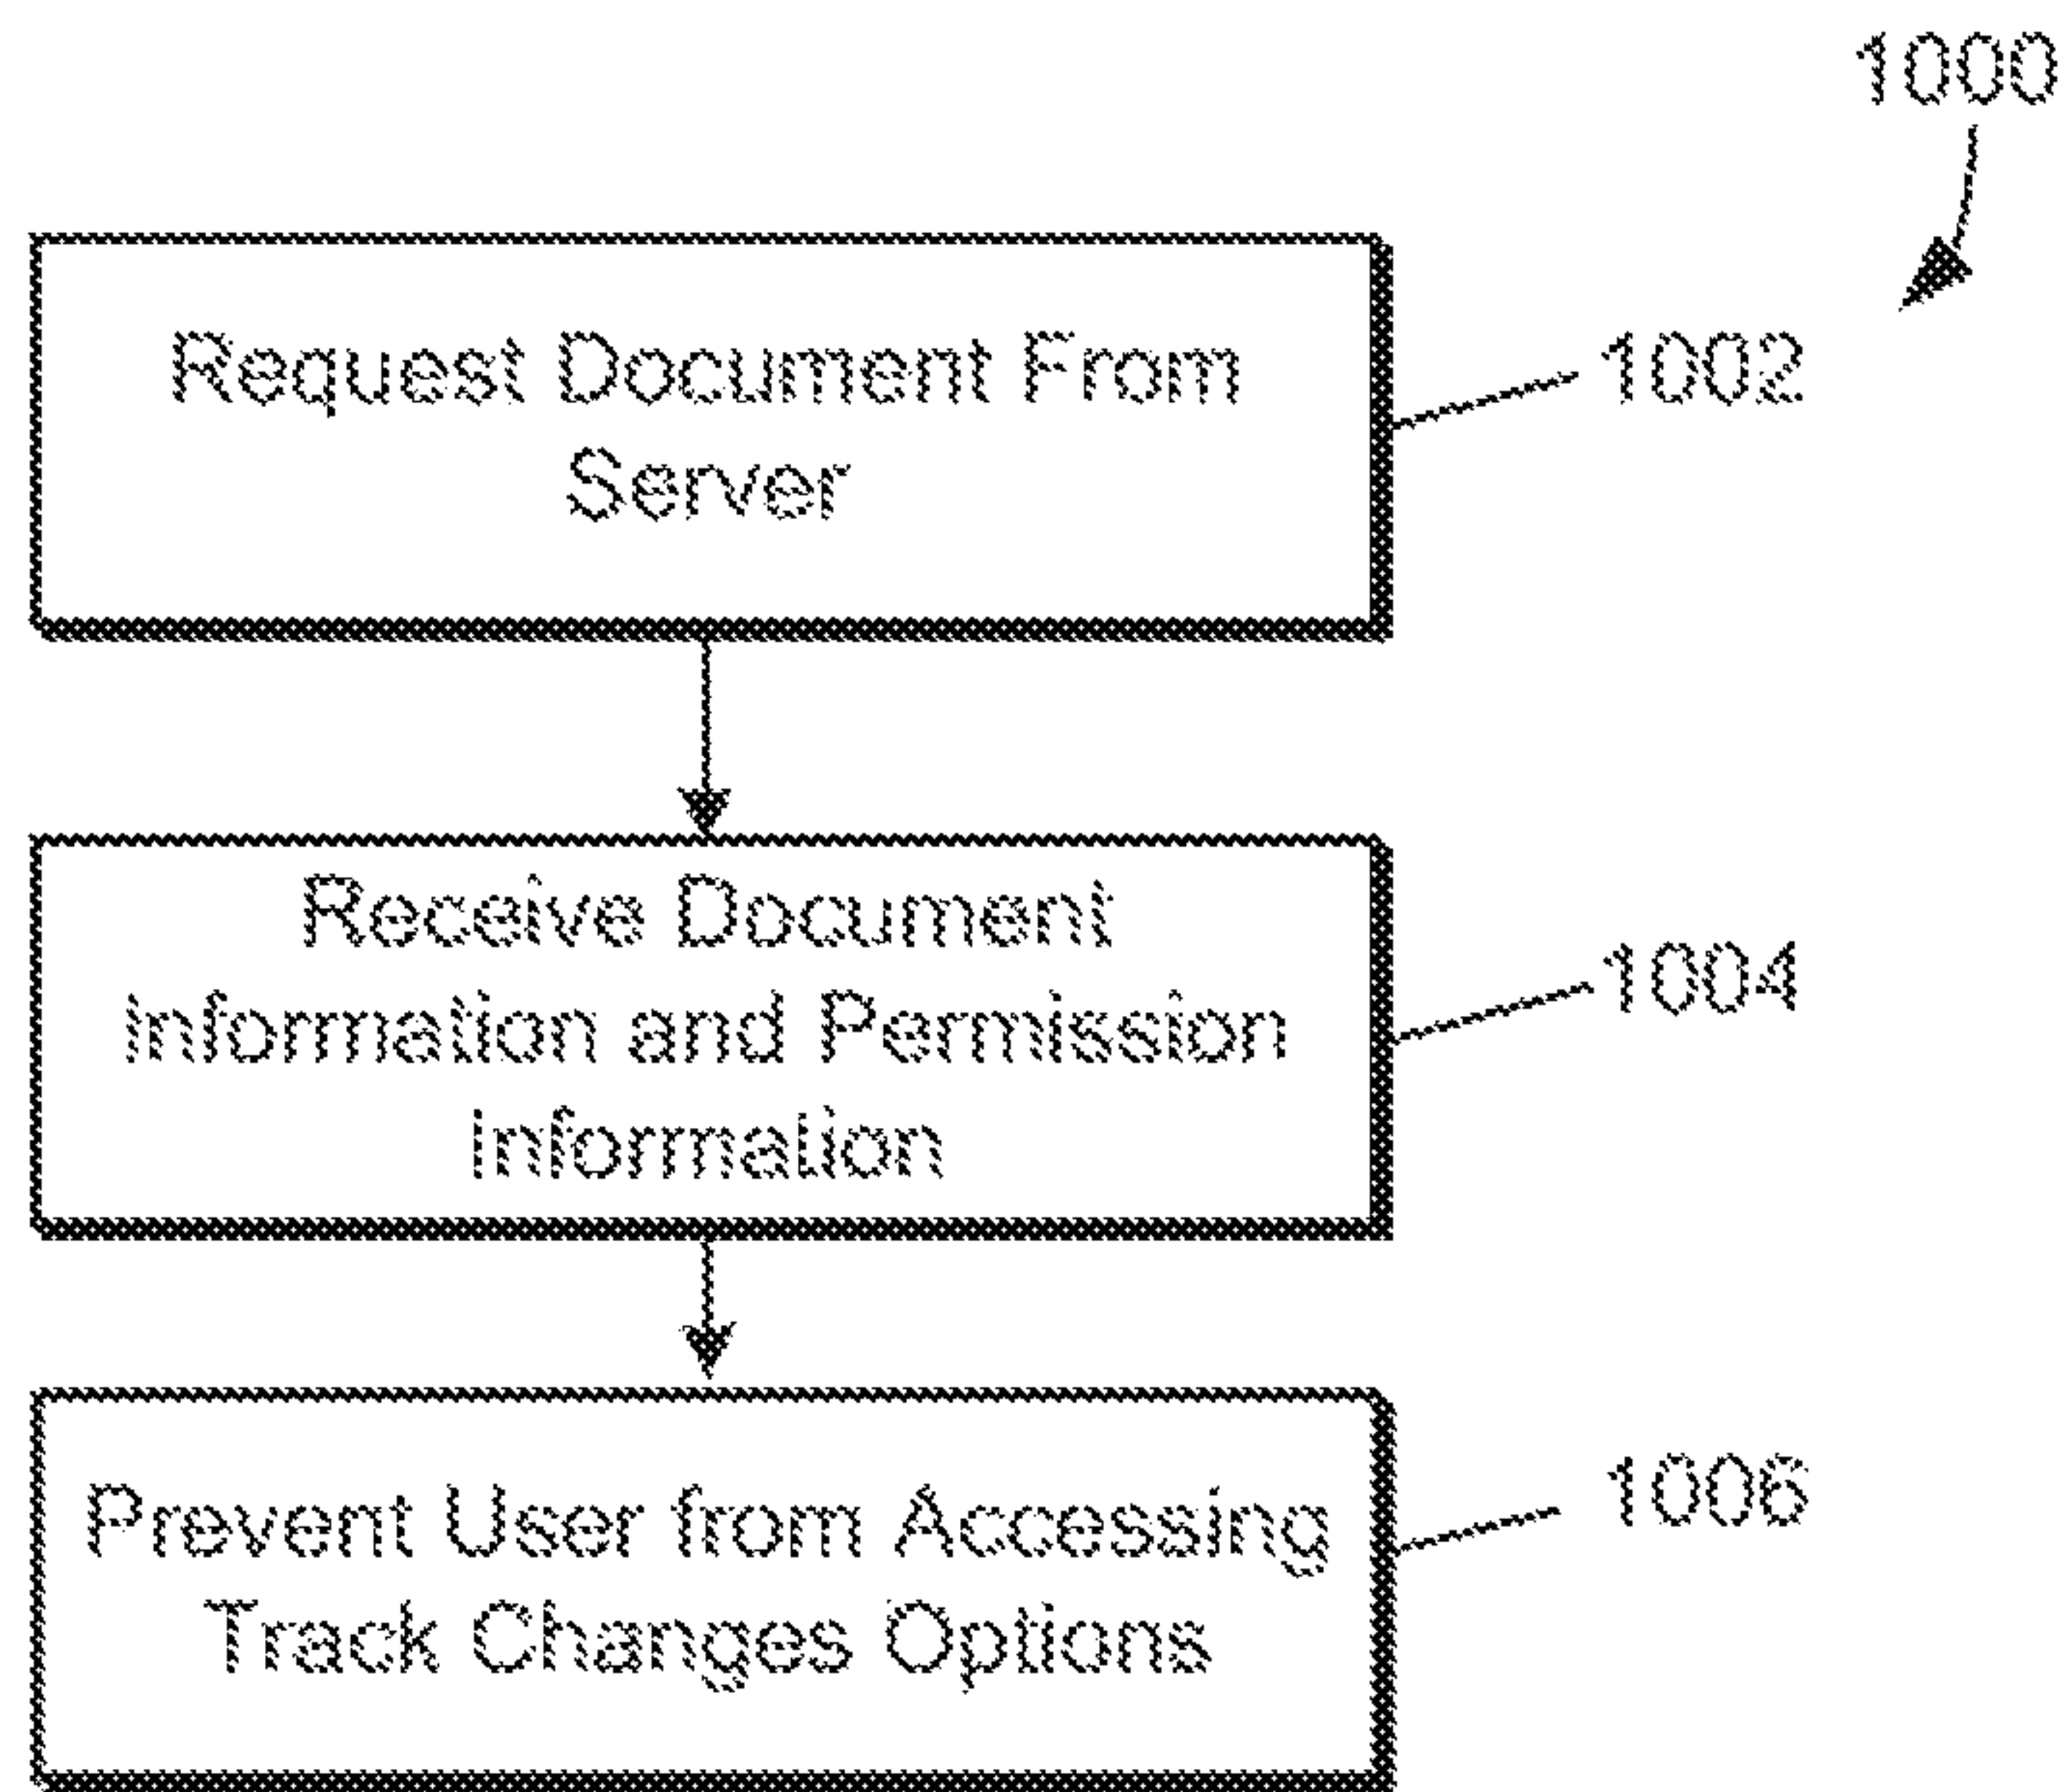 1000
Request Document From
Server
1002
Receive Document
Information and Permission
Information
1004
Prevent User from Accessing
Track Changes Options
1006